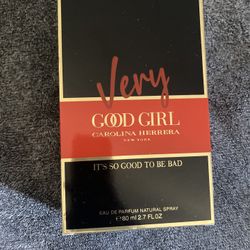 Very
GOOD GIRL
CAROLINA HERRERA
NEW YORK
IT'S SO GOOD TO BE BAD
EAU DE PARFUM NATURAL SPRAY
℮ 80 ml 2.7 FL.OZ